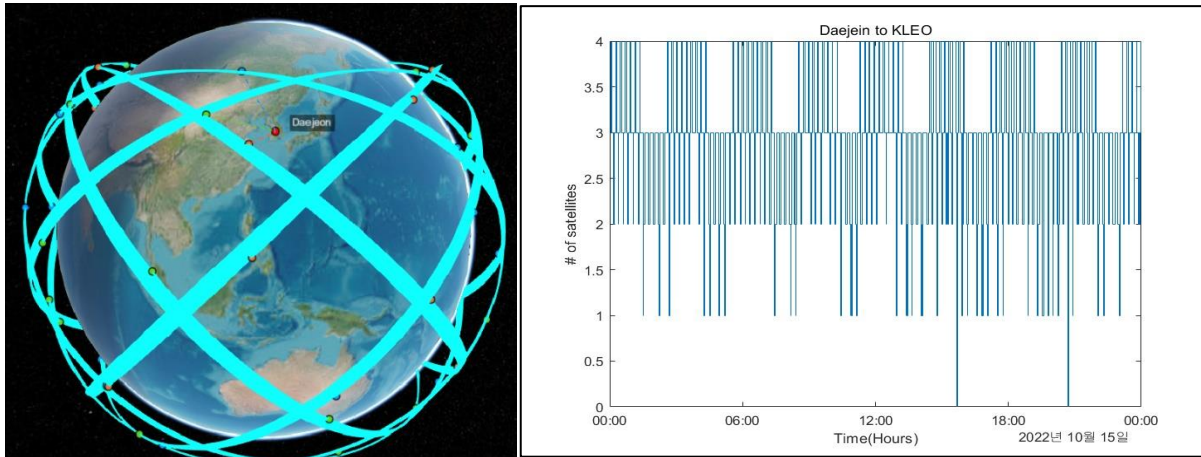 Daejeon
Daejein to KLEO
# of satellites
4
3.5
3
2.5
2
1.5
1
0.5
0
00:00 06:00 12:00 18:00 00:00
Time(Hours)
2022년 10월 15일